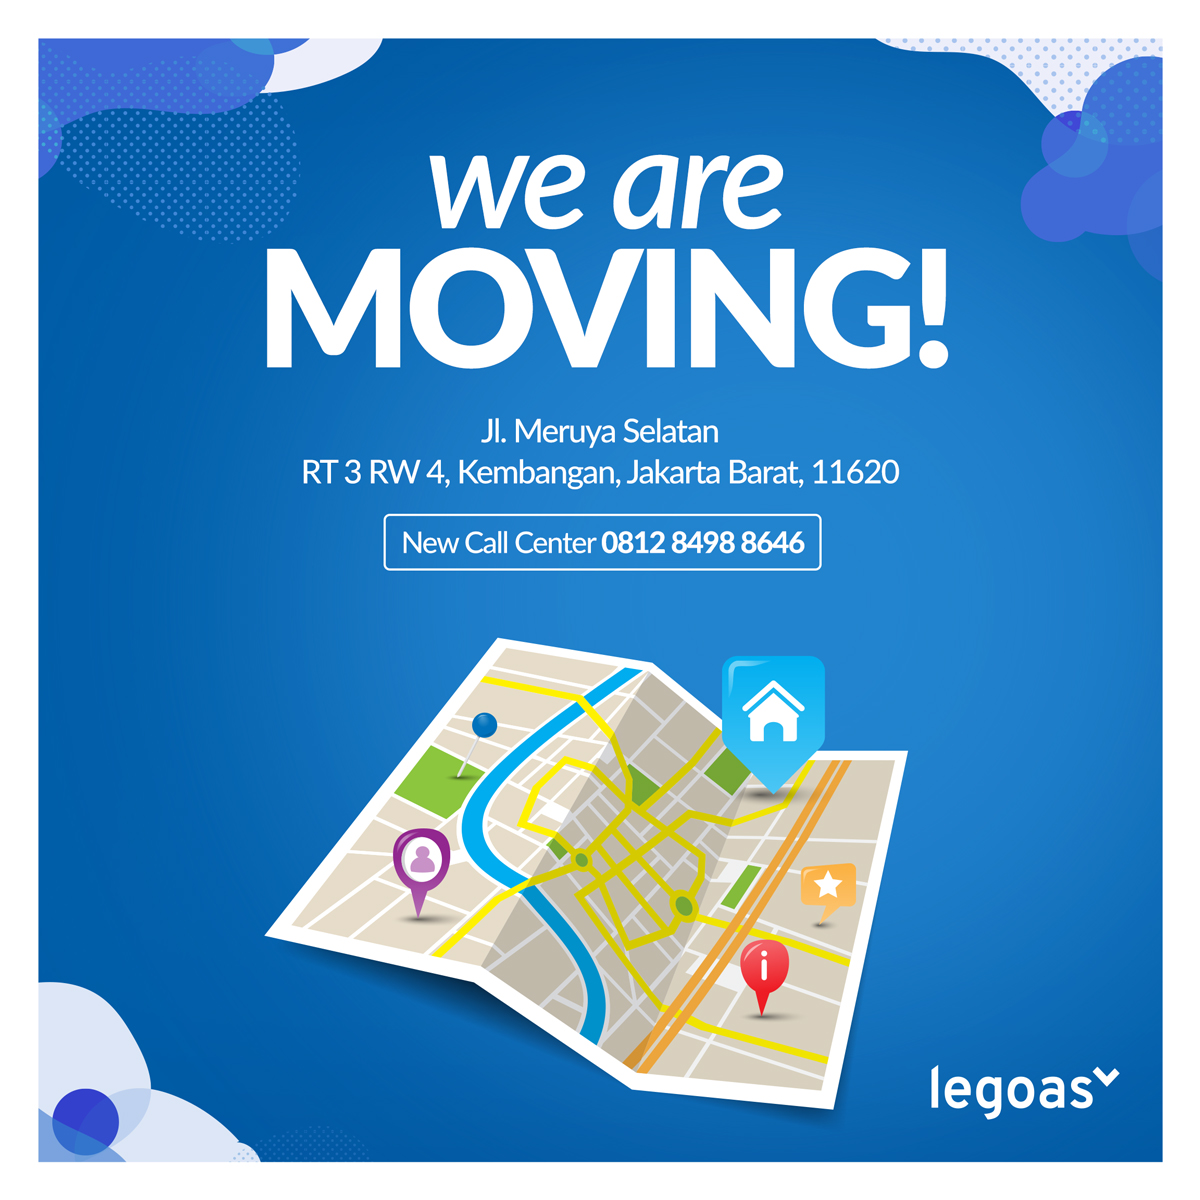 we are
MOVING!
Jl. Meruya Selatan
RT 3 RW 4, Kembangan, Jakarta Barat, 11620
New Call Center 0812 8498 8646
i
legoas